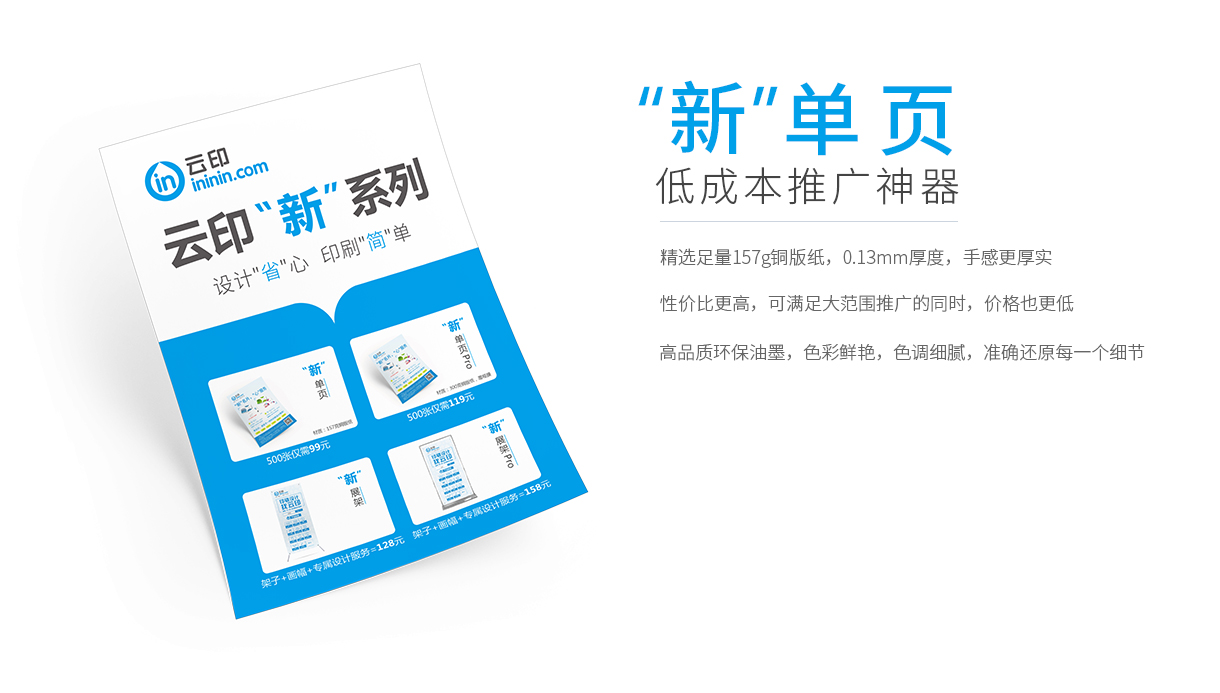 云印
ininin.com
云印“新”系列
设计"省"心 印刷"简"单
“新”
单页
材质：157克铜版纸
500张仅需99元
“新”
单页Pro
500张仅需119元
“新”
展架
架子+画幅+专属设计服务=128元
“新”
展架Pro
架子+画幅+专属设计服务=158元
“新”单页
低成本推广神器
精选足量157g铜版纸，0.13mm厚度，手感更厚实
性价比更高，可满足大范围推广的同时，价格也更低
高品质环保油墨，色彩鲜艳，色调细腻，准确还原每一个细节